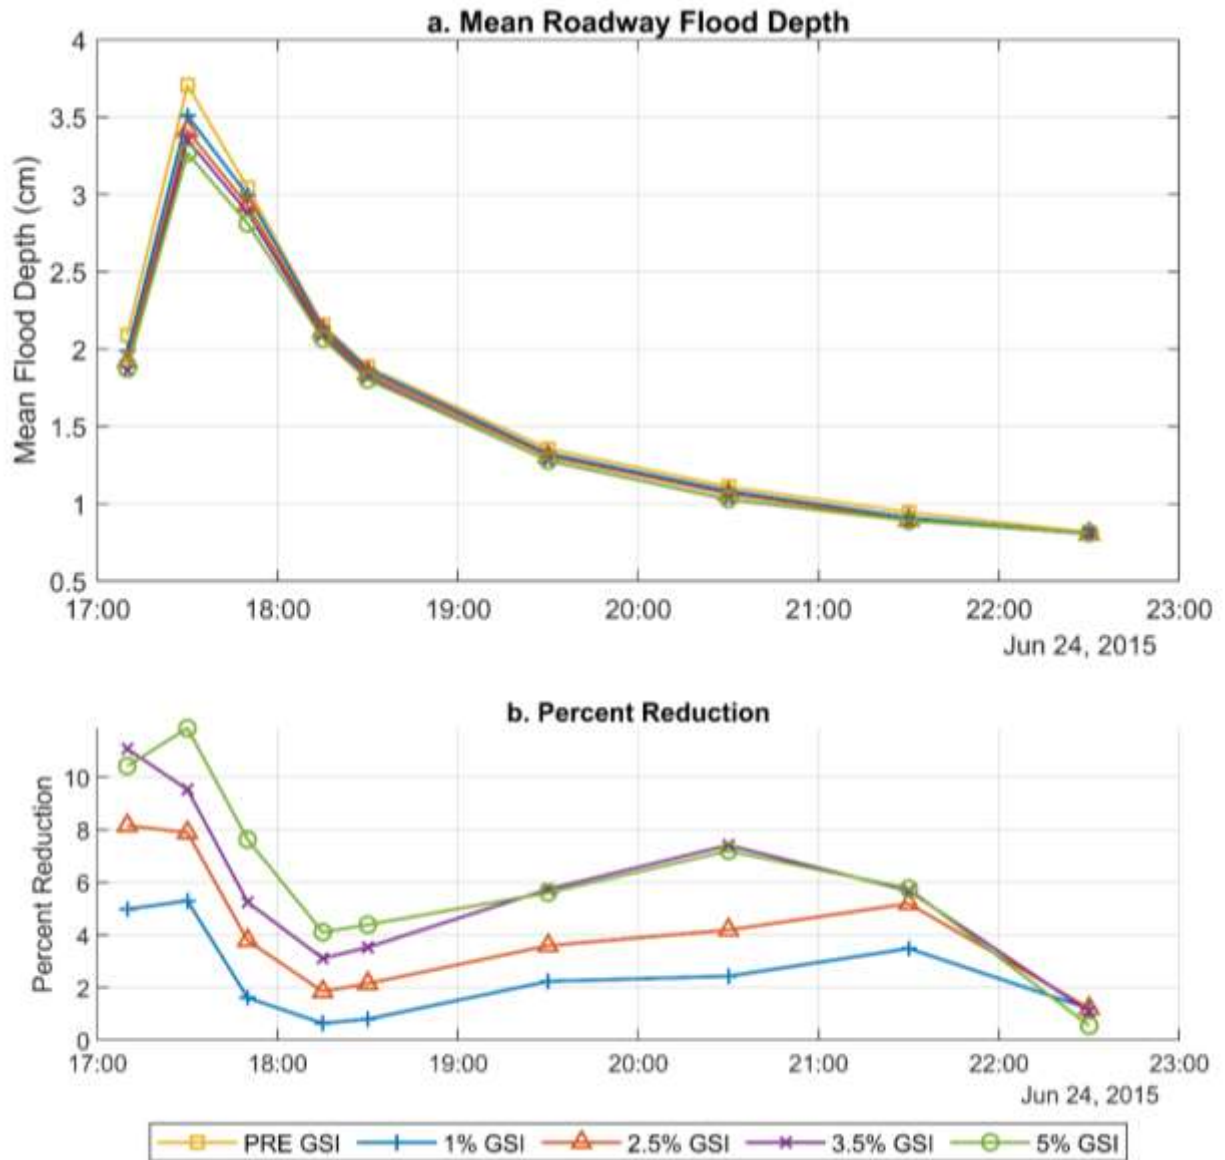 a. Mean Roadway Flood Depth
Mean Flood Depth (cm)
4
3.5
3
2.5
2
1.5
1
0.5
17:00 18:00 19:00 20:00 21:00 22:00 23:00
Jun 24, 2015
b. Percent Reduction
Percent Reduction
10
8
6
4
2
0
17:00 18:00 19:00 20:00 21:00 22:00 23:00
Jun 24, 2015
PRE GSI 1% GSI 2.5% GSI 3.5% GSI 5% GSI